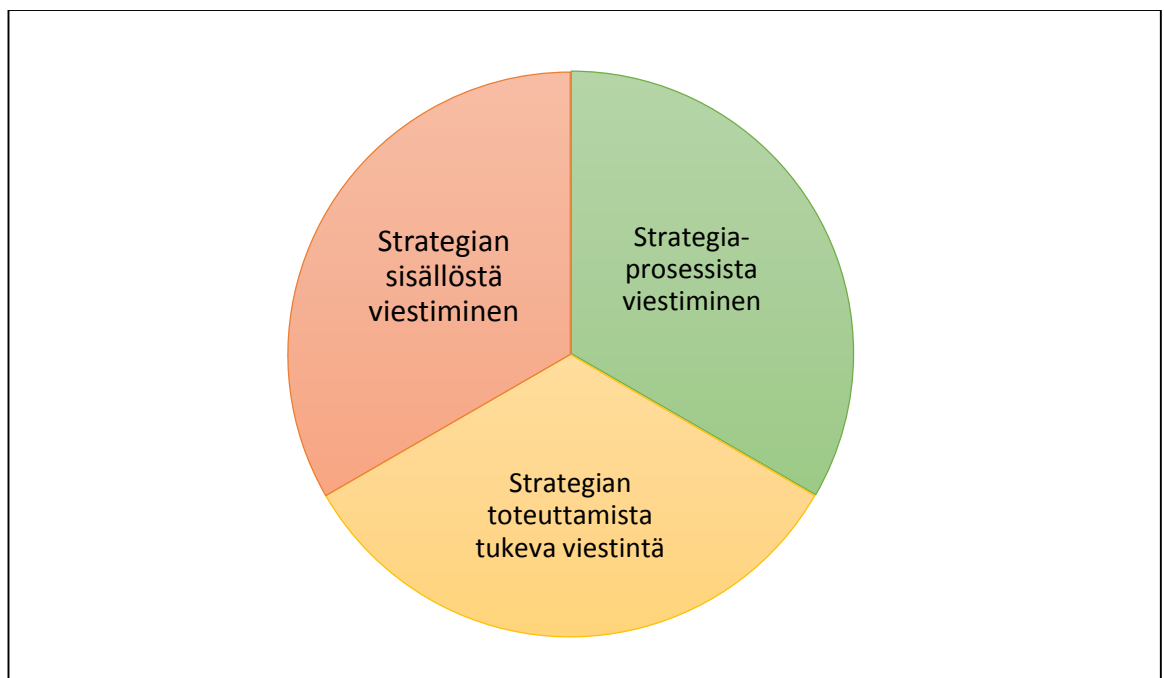 Strategian
sisällöstä
viestiminen
Strategia-
prosessista
viestiminen
Strategian
toteuttamista
tukeva viestintä